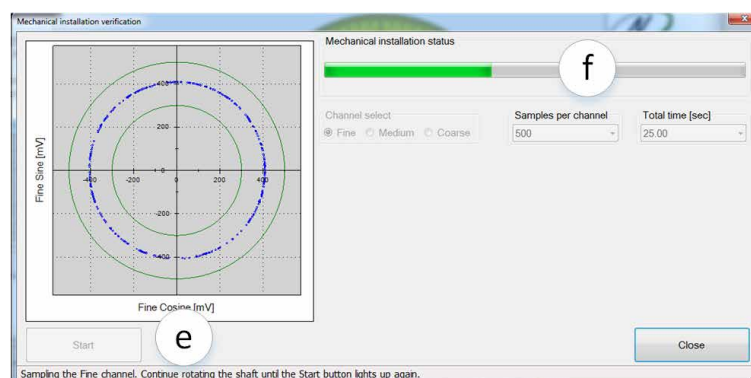 Mechanical installation verification
x
Mechanical installation status
f
Channel select
Fine Medium Coarse
Samples per channel
500
Total time [sec]
25.00
Fine Sine [mV]
400
200
-400 -200 0 200 400
-200
-400
Fine Cosine [mV]
Start
e
Close
Sampling the Fine channel. Continue rotating the shaft until the Start button lights up again.